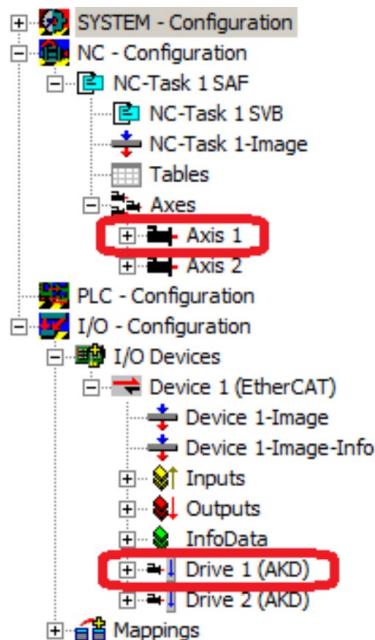 SYSTEM - Configuration
NC - Configuration
NC-Task 1 SAF
NC-Task 1 SVB
NC-Task 1-Image
Tables
Axes
Axis 1
Axis 2
PLC - Configuration
I/O - Configuration
I/O Devices
Device 1 (EtherCAT)
Device 1-Image
Device 1-Image-Info
Inputs
Outputs
InfoData
Drive 1 (AKD)
Drive 2 (AKD)
Mappings